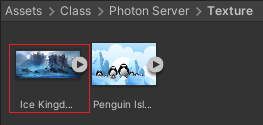 Assets > Class > Photon Server > Texture
Ice Kingd...
Penguin Isl...